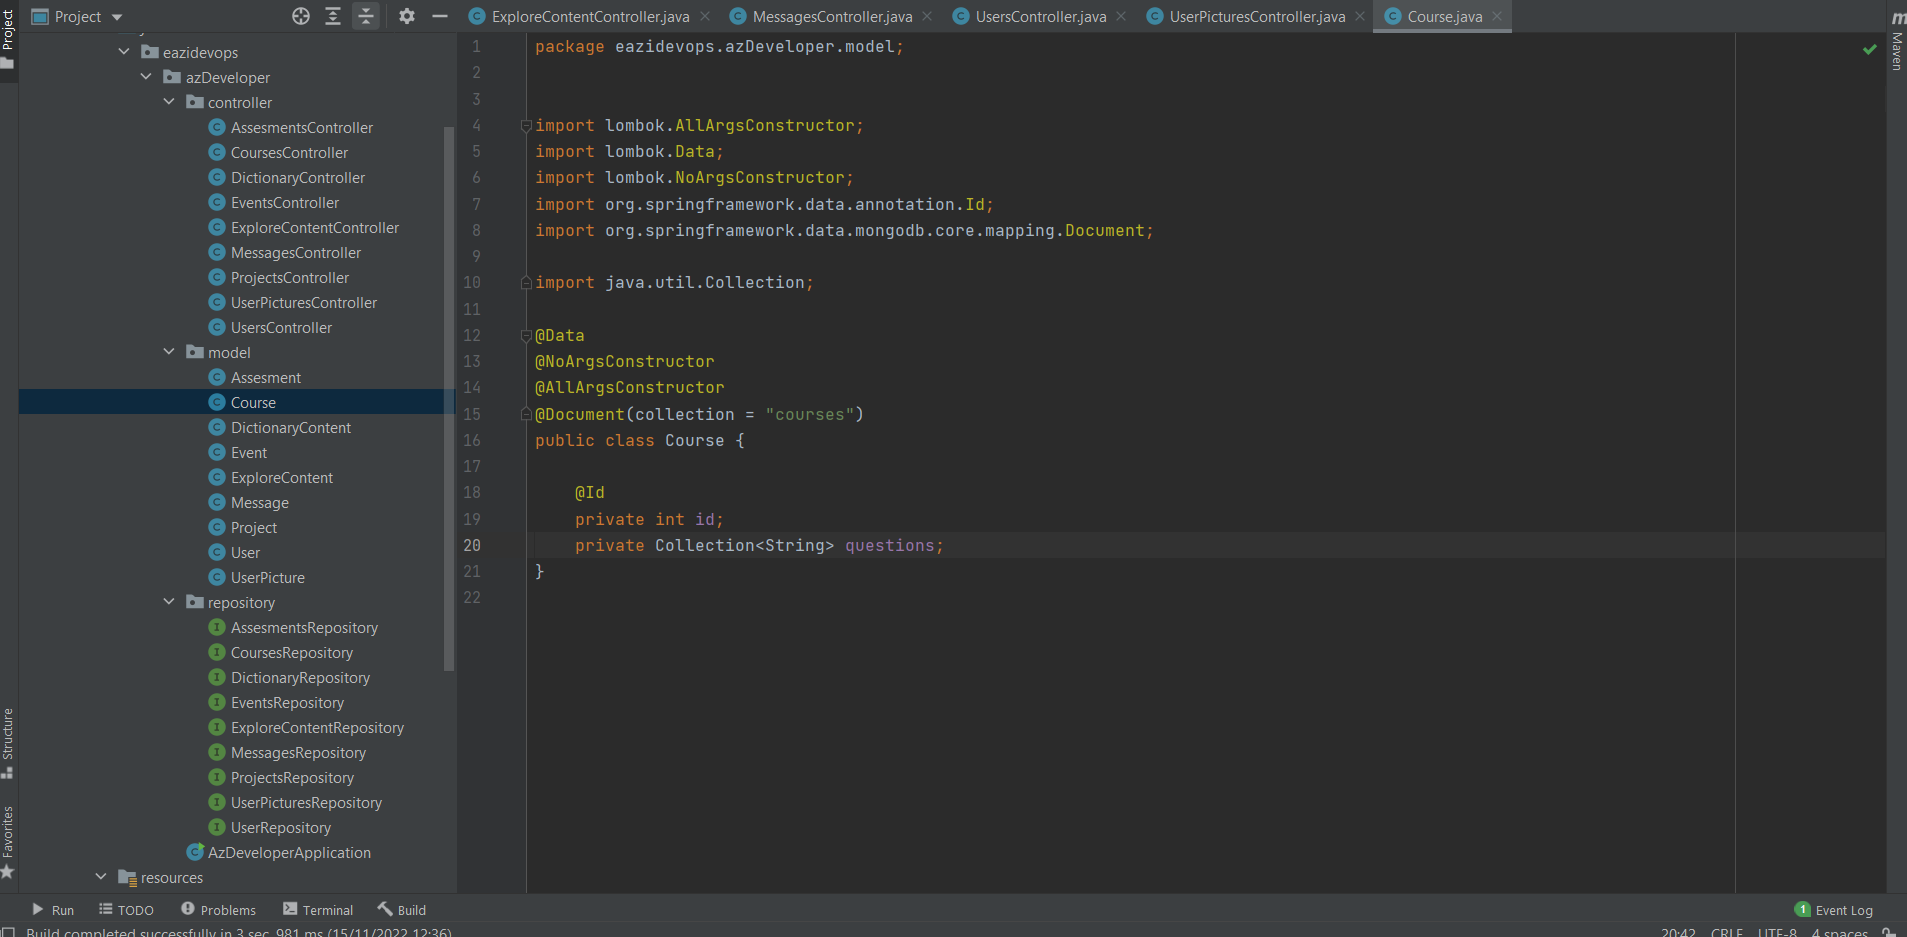 Project
ExploreContentController.java
MessagesController.java
UsersController.java
UserPicturesController.java
Course.java
Project
Structure
Favorites
eazidevops
azDeveloper
controller
AssesmentsController
CoursesController
DictionaryController
EventsController
ExploreContentController
MessagesController
ProjectsController
UserPicturesController
UsersController
model
Assesment
Course
DictionaryContent
Event
ExploreContent
Message
Project
User
UserPicture
repository
AssesmentsRepository
CoursesRepository
DictionaryRepository
EventsRepository
ExploreContentRepository
MessagesRepository
ProjectsRepository
UserPicturesRepository
UserRepository
AzDeveloperApplication
resources
1 package eazidevops.azDeveloper.model;
2
3
4 import lombok.AllArgsConstructor;
5 import lombok.Data;
6 import lombok.NoArgsConstructor;
7 import org.springframework.data.annotation.Id;
8 import org.springframework.data.mongodb.core.mapping.Document;
9
10 import java.util.Collection;
11
12 @Data
13 @NoArgsConstructor
14 @AllArgsConstructor
15 @Document(collection = "courses")
16 public class Course {
17
18 @Id
19 private int id;
20 private Collection<String> questions;
21 }
22
m Maven
Run TODO Problems Terminal Build
1 Event Log
Build completed successfully in 3 sec, 981 ms (15/11/2022 12:36)
20:42 CRLF UTF-8 4 spaces